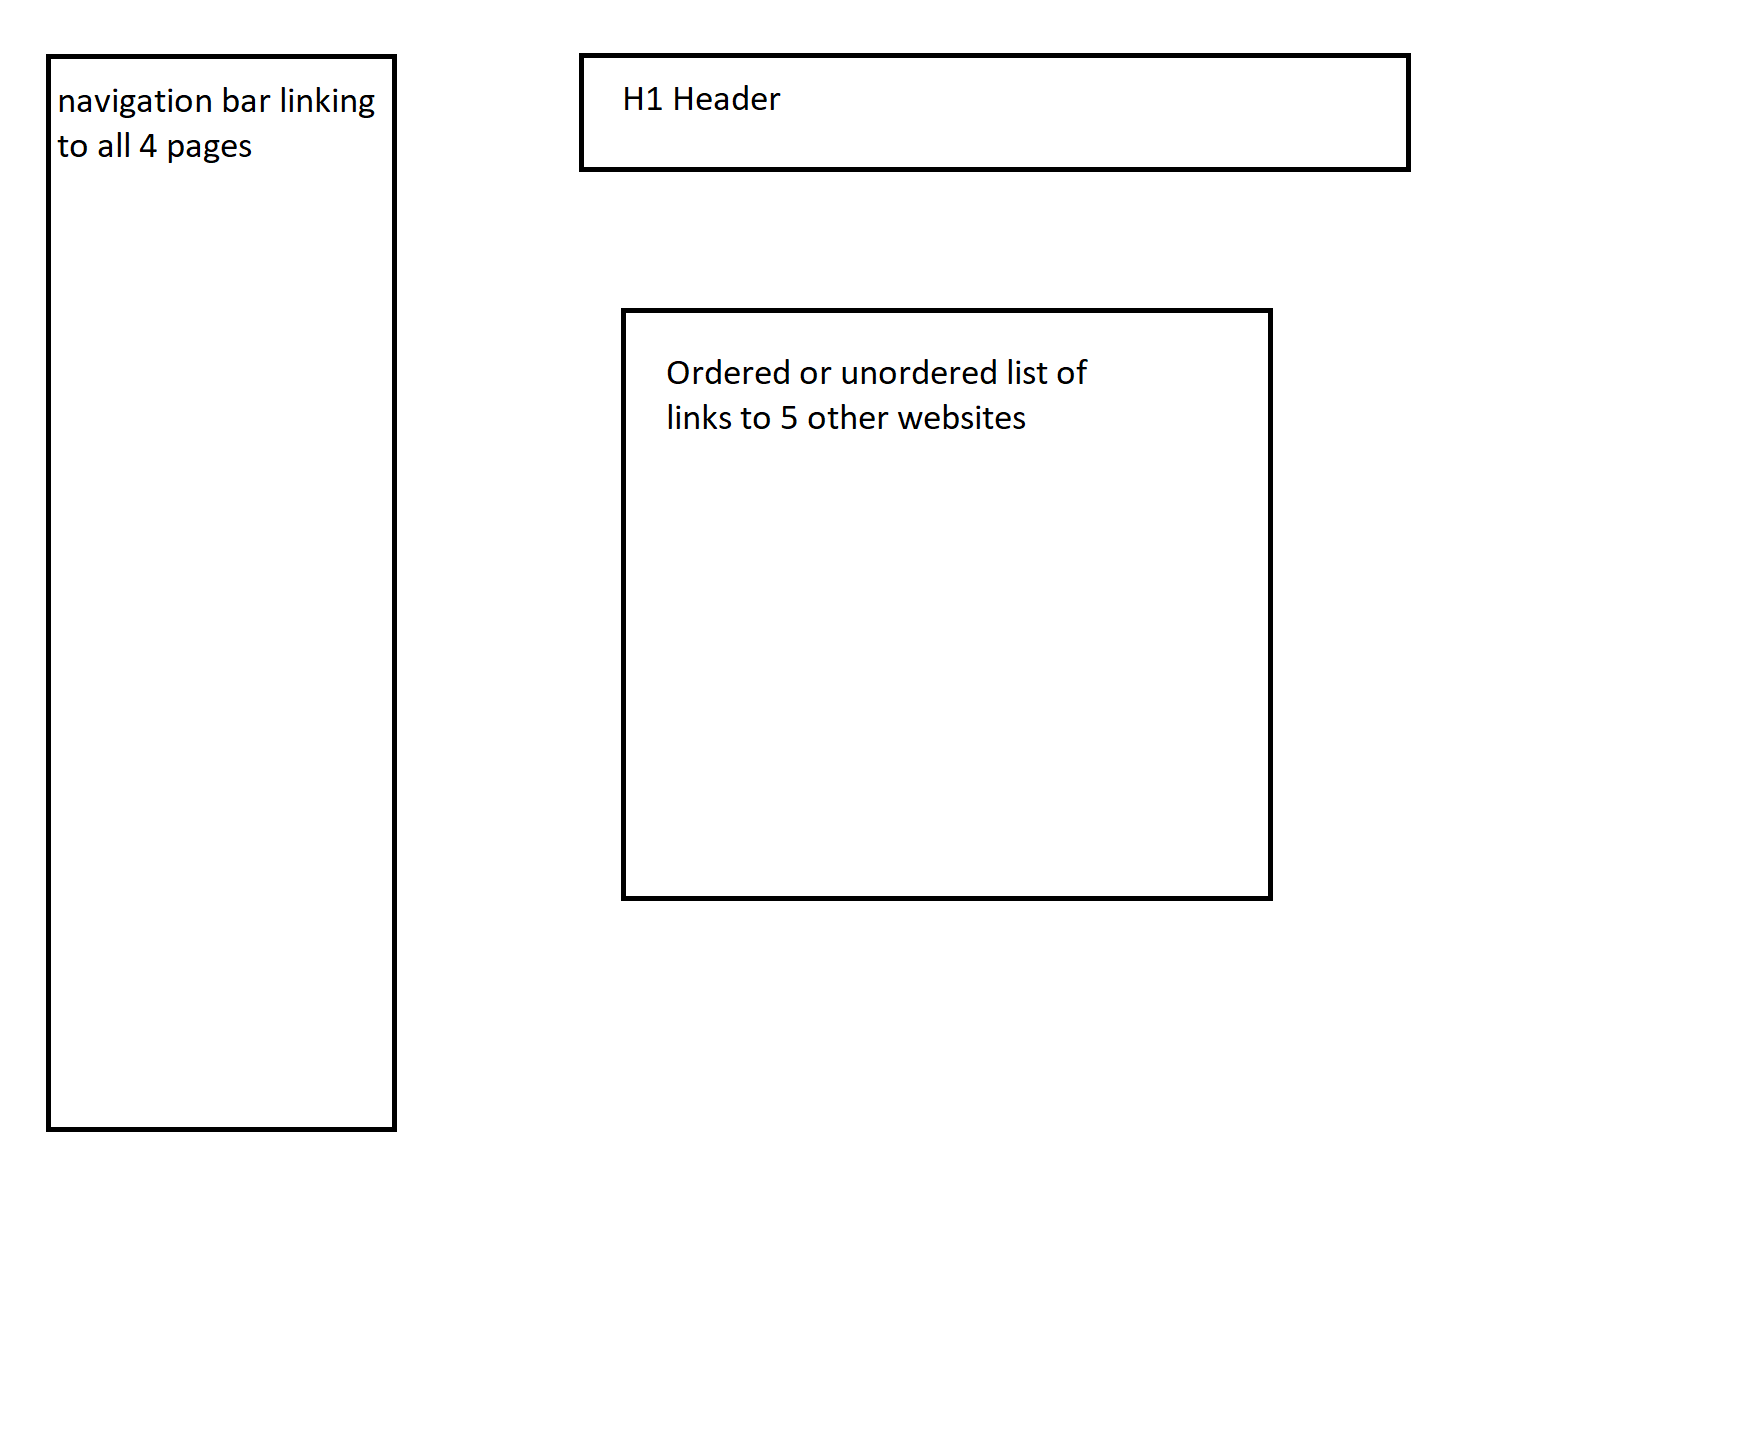 navigation bar linking
to all 4 pages
H1 Header
Ordered or unordered list of
links to 5 other websites